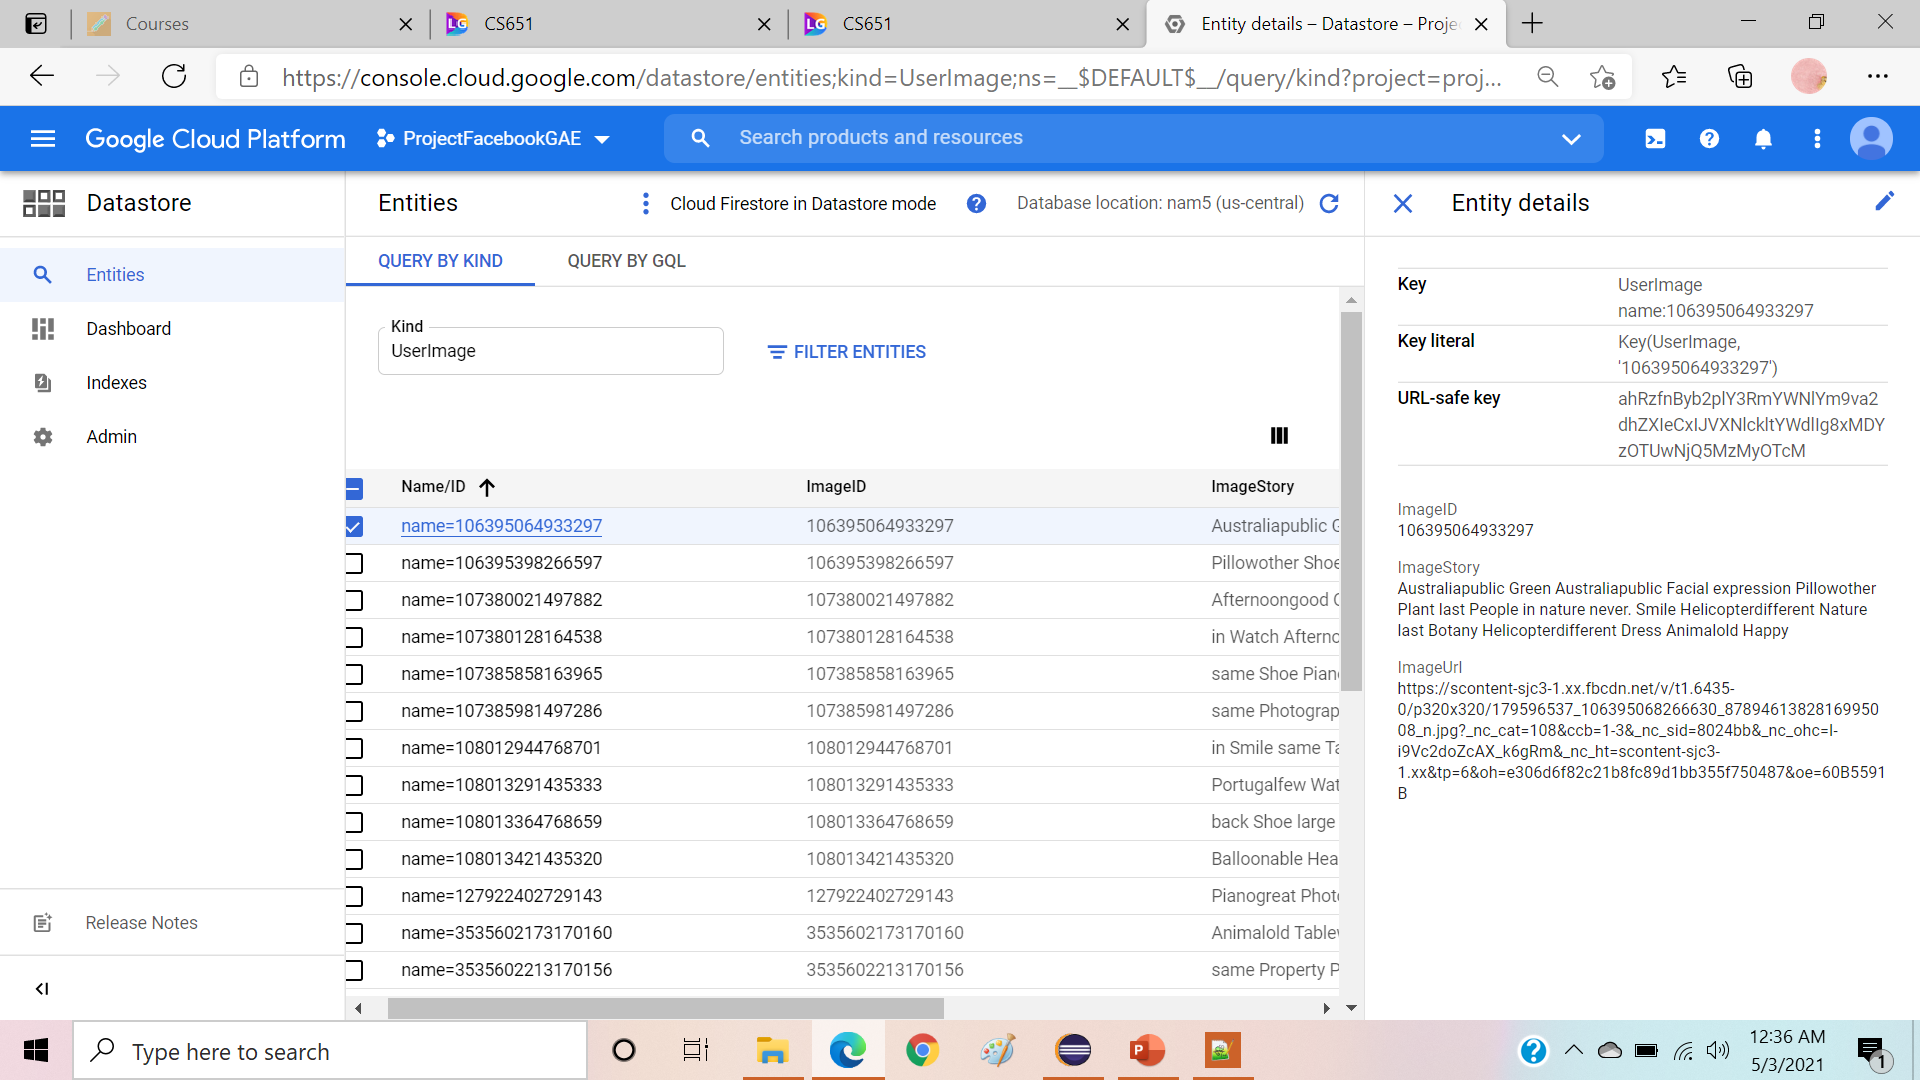 Courses
CS651
CS651
Entity details – Datastore – Proje
https://console.cloud.google.com/datastore/entities;kind=UserImage;ns=__$DEFAULT$__/query/kind?project=proj...
Google Cloud Platform
ProjectFacebookGAE
Search products and resources
Datastore
Entities
Cloud Firestore in Datastore mode
Database location: nam5 (us-central)
Entity details
Entities
Dashboard
Indexes
Admin
Release Notes
QUERY BY KIND
QUERY BY GQL
Kind
UserImage
FILTER ENTITIES
Name/ID ImageID ImageStory
name=106395064933297 106395064933297 Australiapublic G
name=106395398266597 106395398266597 Pillowother Shoe
name=107380021497882 107380021497882 Afternoongood C
name=107380128164538 107380128164538 in Watch Afterno
name=107385858163965 107385858163965 same Shoe Pian
name=107385981497286 107385981497286 same Photograp
name=108012944768701 108012944768701 in Smile same Ta
name=108013291435333 108013291435333 Portugalfew Wat
name=108013364768659 108013364768659 back Shoe large
name=108013421435320 108013421435320 Balloonable Hea
name=127922402729143 127922402729143 Pianogreat Phot
name=3535602173170160 3535602173170160 Animalold Table
name=3535602213170156 3535602213170156 same Property P
Key
UserImage
name:106395064933297
Key literal
Key(UserImage,
'106395064933297')
URL-safe key
ahRzfnByb2plY3RmYWNlYm9va2
dhZXIeCxIJVXNlckltYWdlIg8xMDY
zOTUwNjQ5MzMyOTcM
ImageID
106395064933297
ImageStory
Australiapublic Green Australiapublic Facial expression Pillowother
Plant last People in nature never. Smile Helicopterdifferent Nature
last Botany Helicopterdifferent Dress Animalold Happy
ImageUrl
https://scontent-sjc3-1.xx.fbcdn.net/v/t1.6435-
0/p320x320/179596537_106395068266630_87894613828169950
08_n.jpg?_nc_cat=108&ccb=1-3&_nc_sid=8024bb&_nc_ohc=l-
i9Vc2doZcAX_k6gRm&_nc_ht=scontent-sjc3-
1.xx&tp=6&oh=e306d6f82c21b8fc89d1bb355f750487&oe=60B5591
B
Type here to search
12:36 AM
5/3/2021
1